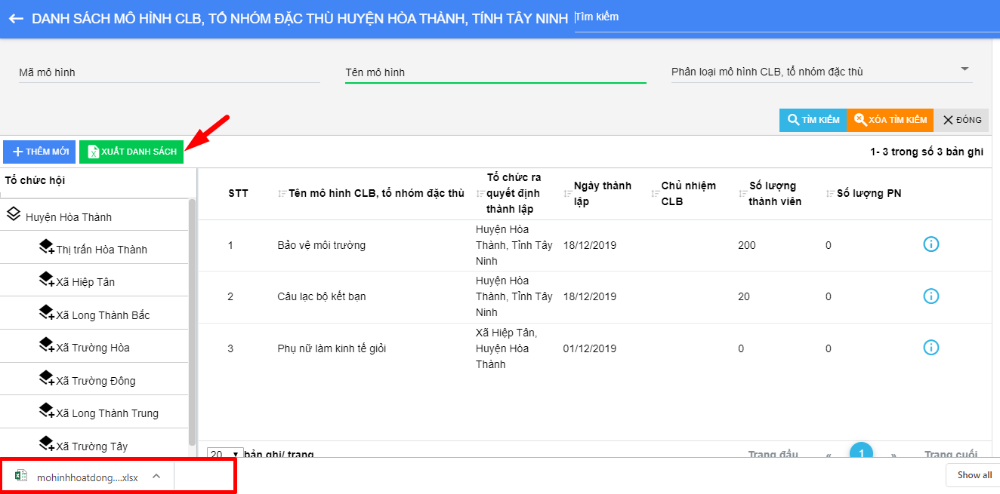 DANH SÁCH MÔ HÌNH CLB, TỔ NHÓM ĐẶC THÙ HUYỆN HÒA THÀNH, TỈNH TÂY NINH Tìm kiếm
Mã mô hình Tên mô hình Phân loại mô hình CLB, tổ nhóm đặc thù
TÌM KIẾM XÓA TÌM KIẾM ĐÓNG
THÊM MỚI XUẤT DANH SÁCH 1- 3 trong số 3 bản ghi
Tổ chức hội
Huyện Hòa Thành
Thị trấn Hòa Thành
Xã Hiệp Tân
Xã Long Thành Bắc
Xã Trường Hòa
Xã Trường Đông
Xã Long Thành Trung
Xã Trường Tây
STT
Tên mô hình CLB, tổ nhóm đặc thù
Tổ chức ra
quyết định
thành lập
Ngày thành
lập
Chủ nhiệm
CLB
Số lượng
thành viên
Số lượng PN
1 Bảo vệ môi trường
Huyện Hòa
Thành, Tỉnh Tây
Ninh
18/12/2019 200 0
2 Câu lạc bộ kết bạn
Huyện Hòa
Thành, Tỉnh Tây
Ninh
18/12/2019 20 0
3 Phụ nữ làm kinh tế giỏi
Xã Hiệp Tân,
Huyện Hòa
Thành
01/12/2019 0 0
20 bản ghi/ trang Trang đầu « 1 » Trang cuối
mohinhhoatdong....xlsx Show all